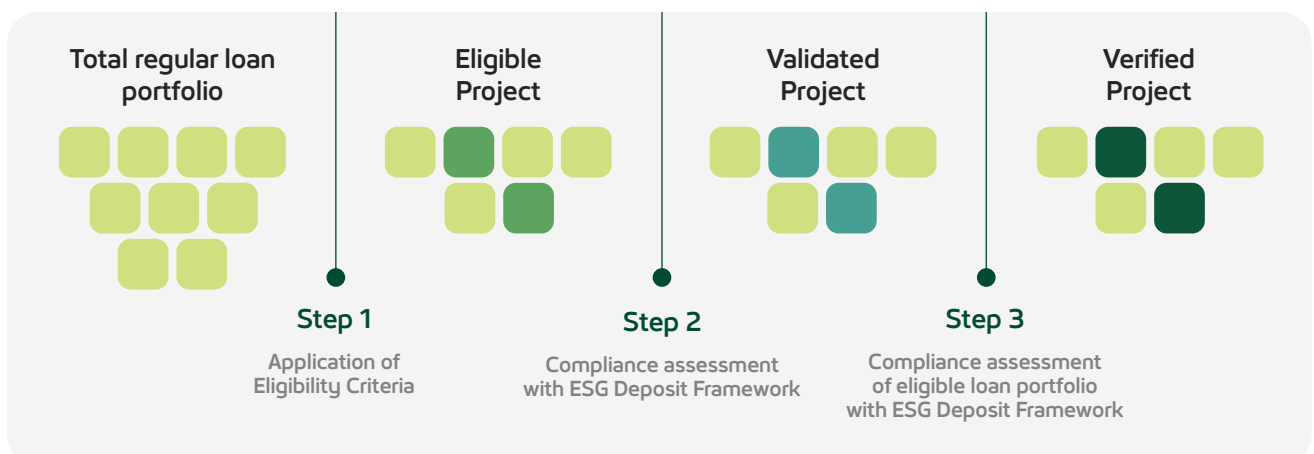 Total regular loan
portfolio
Eligible
Project
Validated
Project
Verified
Project
Step 1
Application of
Eligibility Criteria
Step 2
Compliance assessment
with ESG Deposit Framework
Step 3
Compliance assessment
of eligible loan portfolio
with ESG Deposit Framework